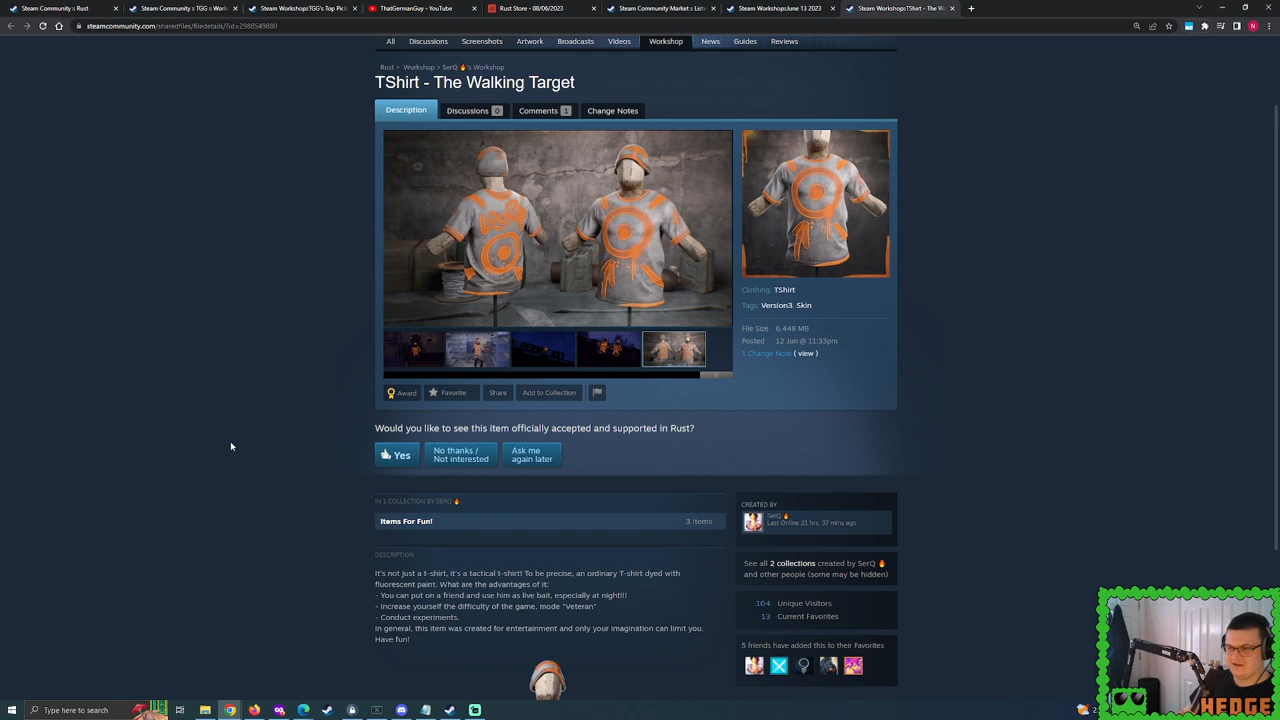 Steam Community :: Rust
Steam Community :: TGG :: Work
Steam Workshop:TGG's Top Pick
ThatGermanGuy - YouTube
Rust Store - 08/06/2023
Steam Community Market :: Listi
Steam Workshop:June 13 2023
Steam Workshop:TShirt - The W
steamcommunity.com/sharedfiles/filedetails/?id=2988549880
All
Discussions
Screenshots
Artwork
Broadcasts
Videos
Workshop
News
Guides
Reviews
Rust > Workshop > SerQ 🔥's Workshop
TShirt - The Walking Target
Description
Discussions 0
Comments 1
Change Notes
Clothing: TShirt
Tags: Version3, Skin
File Size 6.448 MB
Posted 12 Jun @ 11:33pm
1 Change Note ( view )
Award
Favorite
Share
Add to Collection
Would you like to see this item officially accepted and supported in Rust?
Yes
No thanks /
Not interested
Ask me
again later
IN 1 COLLECTION BY SERQ 🔥
Items For Fun!
3 items
CREATED BY
SerQ 🔥
Last Online 21 hrs, 37 mins ago
DESCRIPTION
It's not just a t-shirt, it's a tactical t-shirt! To be precise, an ordinary T-shirt dyed with
fluorescent paint. What are the advantages of it:
- You can put on a friend and use him as live bait, especially at night!!!
- Increase yourself the difficulty of the game, mode "Veteran"
- Conduct experiments.
In general, this item was created for entertainment and only your imagination can limit you.
Have fun!
See all 2 collections created by SerQ 🔥
and other people (some may be hidden)
104 Unique Visitors
13 Current Favorites
5 friends have added this to their Favorites
Type here to search
HEDGE